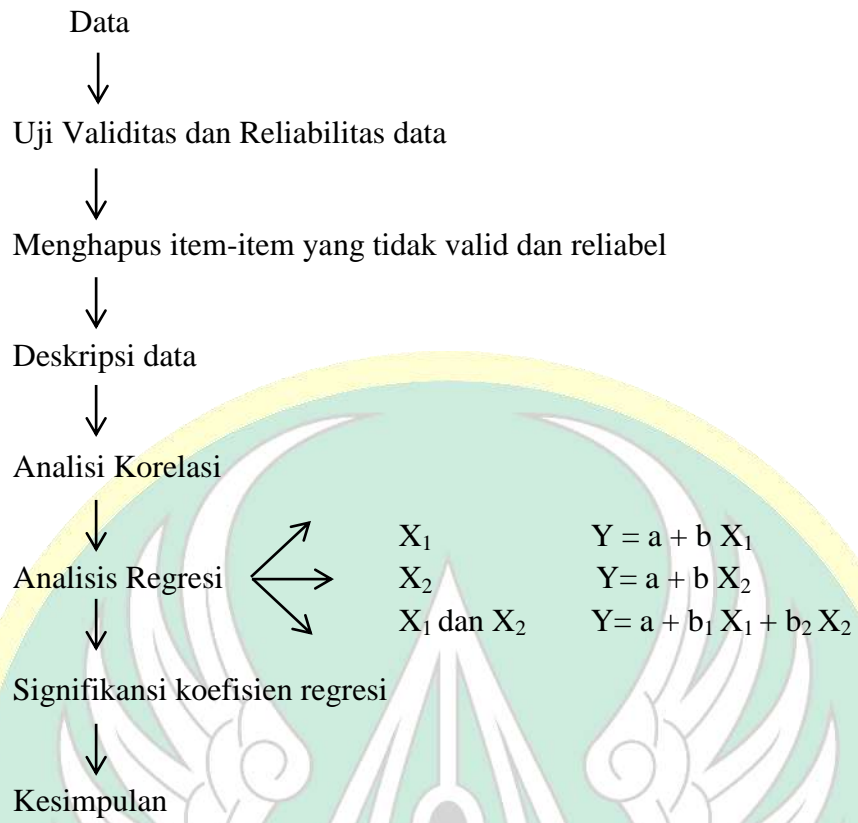 Data
Uji Validitas dan Reliabilitas data
Menghapus item-item yang tidak valid dan reliabel
Deskripsi data
Analisi Korelasi
X₁ Y = a + b X₁
Analisis Regresi X₂ Y= a + b X₂
X₁ dan X₂ Y= a + b₁ X₁ + b₂ X₂
Signifikansi koefisien regresi
Kesimpulan